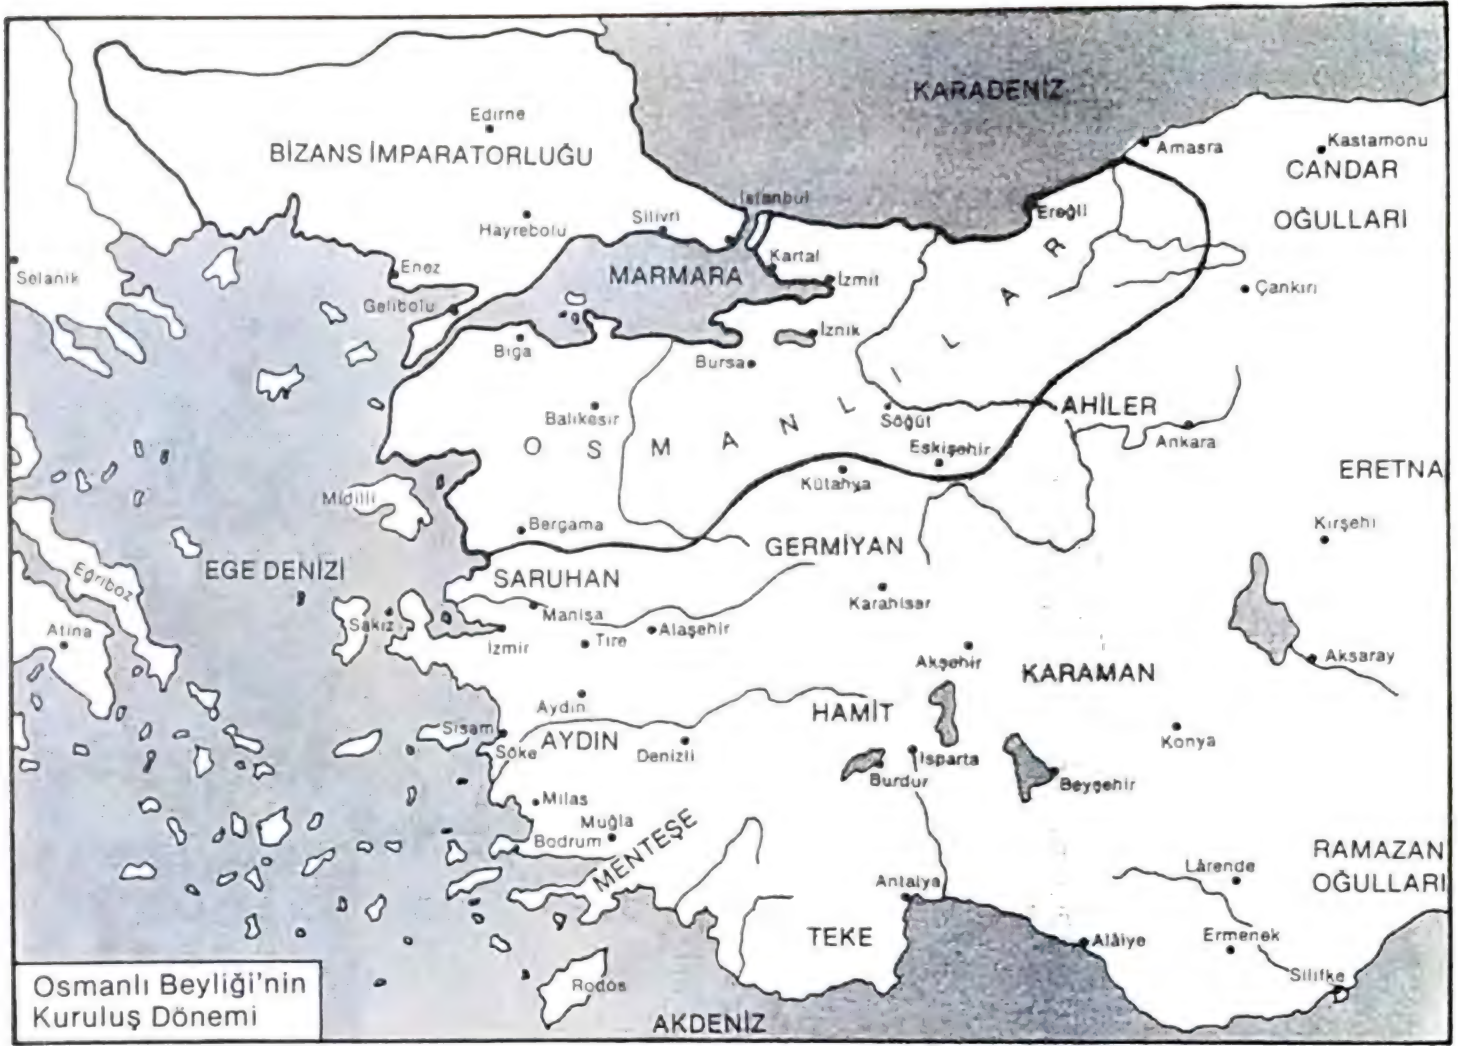 KARADENİZ
Edirne
BİZANS İMPARATORLUĞU
Amasra
Kastamonu
CANDAR
OĞULLARI
İstanbul
Silivri
Hayrebolu
Ereğli
Kartal
Selanik
Enez
MARMARA
İzmit
Çankırı
Gelibolu
İznik
Biga
Bursa
Balıkesir
OSMANLILAR
Söğüt
AHİLER
Ankara
Eskişehir
ERETNA
Kütahya
Midilli
Bergama
Kırşehi
GERMİYAN
EGE DENİZİ
Eğriboz
SARUHAN
Karahisar
Manisa
Sakız
Atina
İzmir
Tire
Alaşehir
Akşehir
Aksaray
KARAMAN
Aydın
HAMİT
Sisam
Söke
AYDIN
Denizli
Konya
Isparta
Burdur
Beyşehir
Milas
Muğla
Bodrum
MENTEŞE
RAMAZAN
OĞULLARI
Lârende
Antalya
TEKE
Alâiye
Ermenek
Silifke
Rodos
AKDENİZ
Osmanlı Beyliği'nin
Kuruluş Dönemi